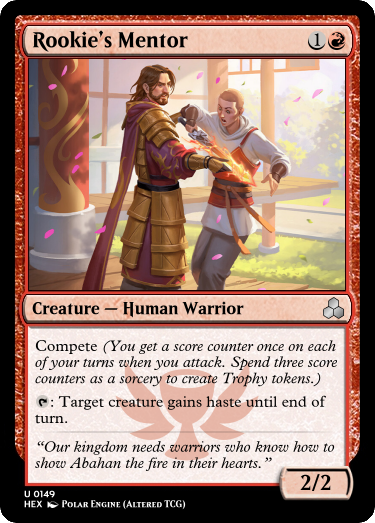 Rookie's Mentor 1
Creature — Human Warrior
Compete (You get a score counter once on each
of your turns when you attack. Spend three score
counters as a sorcery to create Trophy tokens.)
: Target creature gains haste until end of
turn.
“Our kingdom needs warriors who know how to
show Abahan the fire in their hearts.”
2/2
U 0149
HEX Polar Engine (Altered TCG)